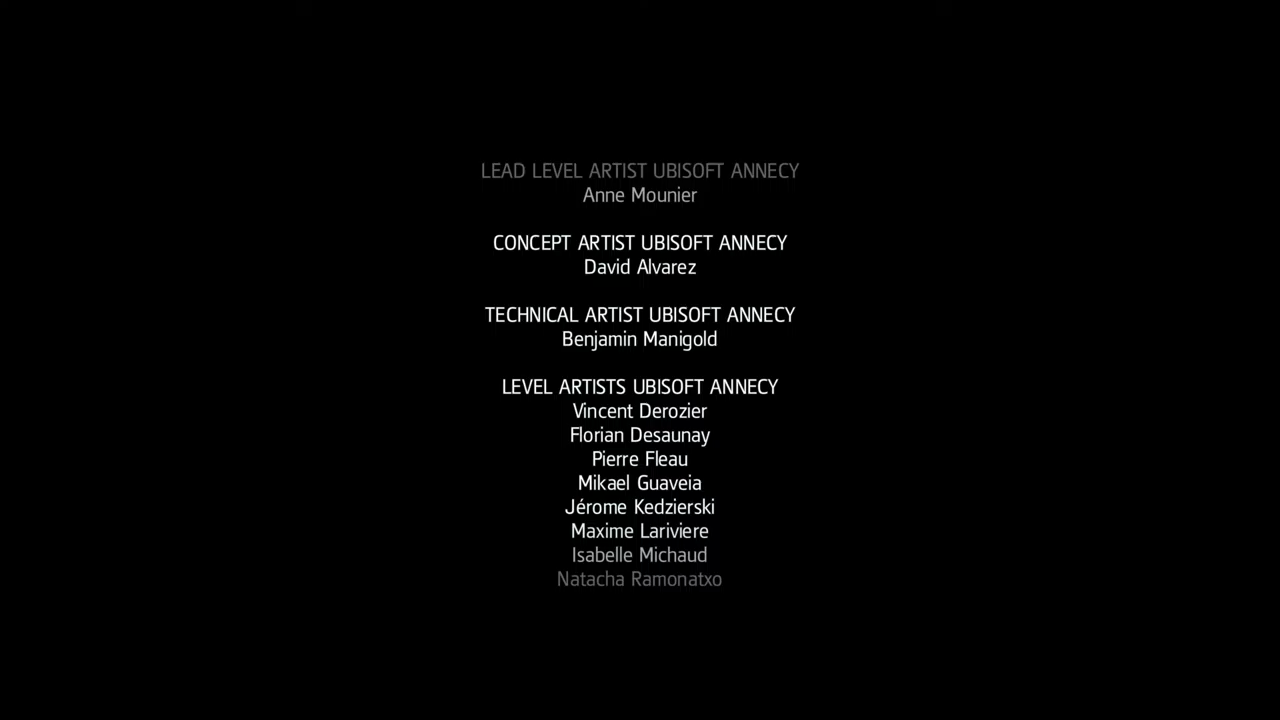 LEAD LEVEL ARTIST UBISOFT ANNECY
Anne Mounier
CONCEPT ARTIST UBISOFT ANNECY
David Alvarez
TECHNICAL ARTIST UBISOFT ANNECY
Benjamin Manigold
LEVEL ARTISTS UBISOFT ANNECY
Vincent Derozier
Florian Desaunay
Pierre Fleau
Mikael Guaveia
Jérome Kedzierski
Maxime Lariviere
Isabelle Michaud
Natacha Ramonatxo